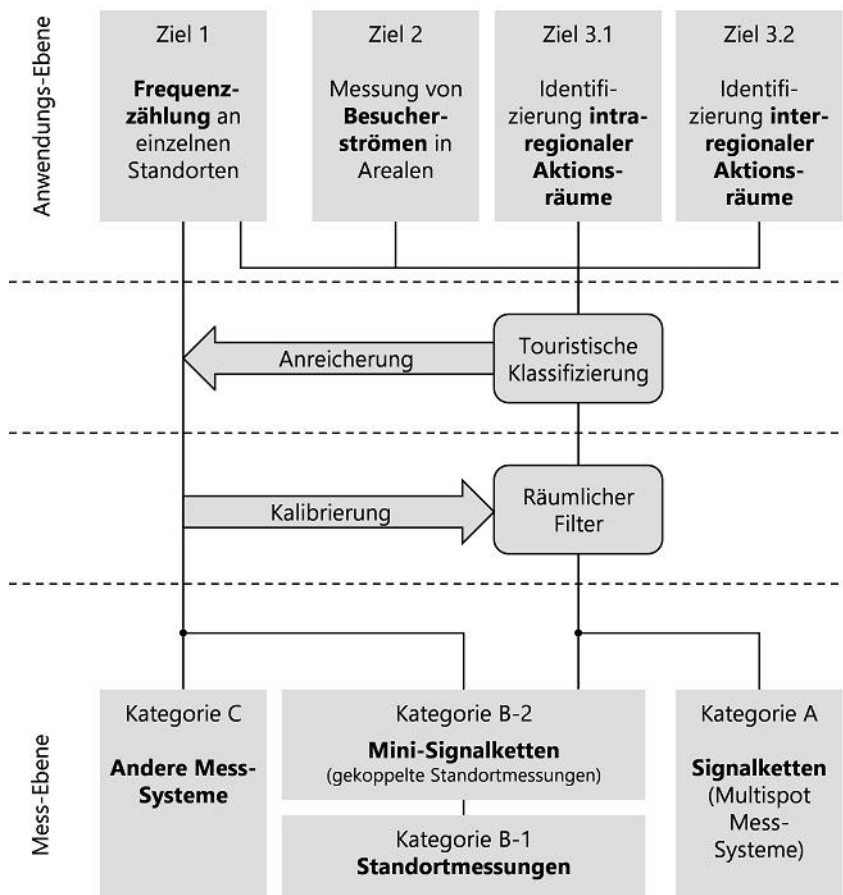 Anwendungs-Ebene
Ziel 1
Frequenz-
zählung an
einzelnen
Standorten
Ziel 2
Messung von
Besucher-
strömen in
Arealen
Ziel 3.1
Identifi-
zierung intra-
regionaler
Aktions-
räume
Ziel 3.2
Identifi-
zierung inter-
regionaler
Aktions-
räume
Anreicherung
Touristische
Klassifizierung
Kalibrierung
Räumlicher
Filter
Mess-Ebene
Kategorie C
Andere Mess-
Systeme
Kategorie B-2
Mini-Signalketten
(gekoppelte Standortmessungen)
Kategorie B-1
Standortmessungen
Kategorie A
Signalketten
(Multispot
Mess-
Systeme)